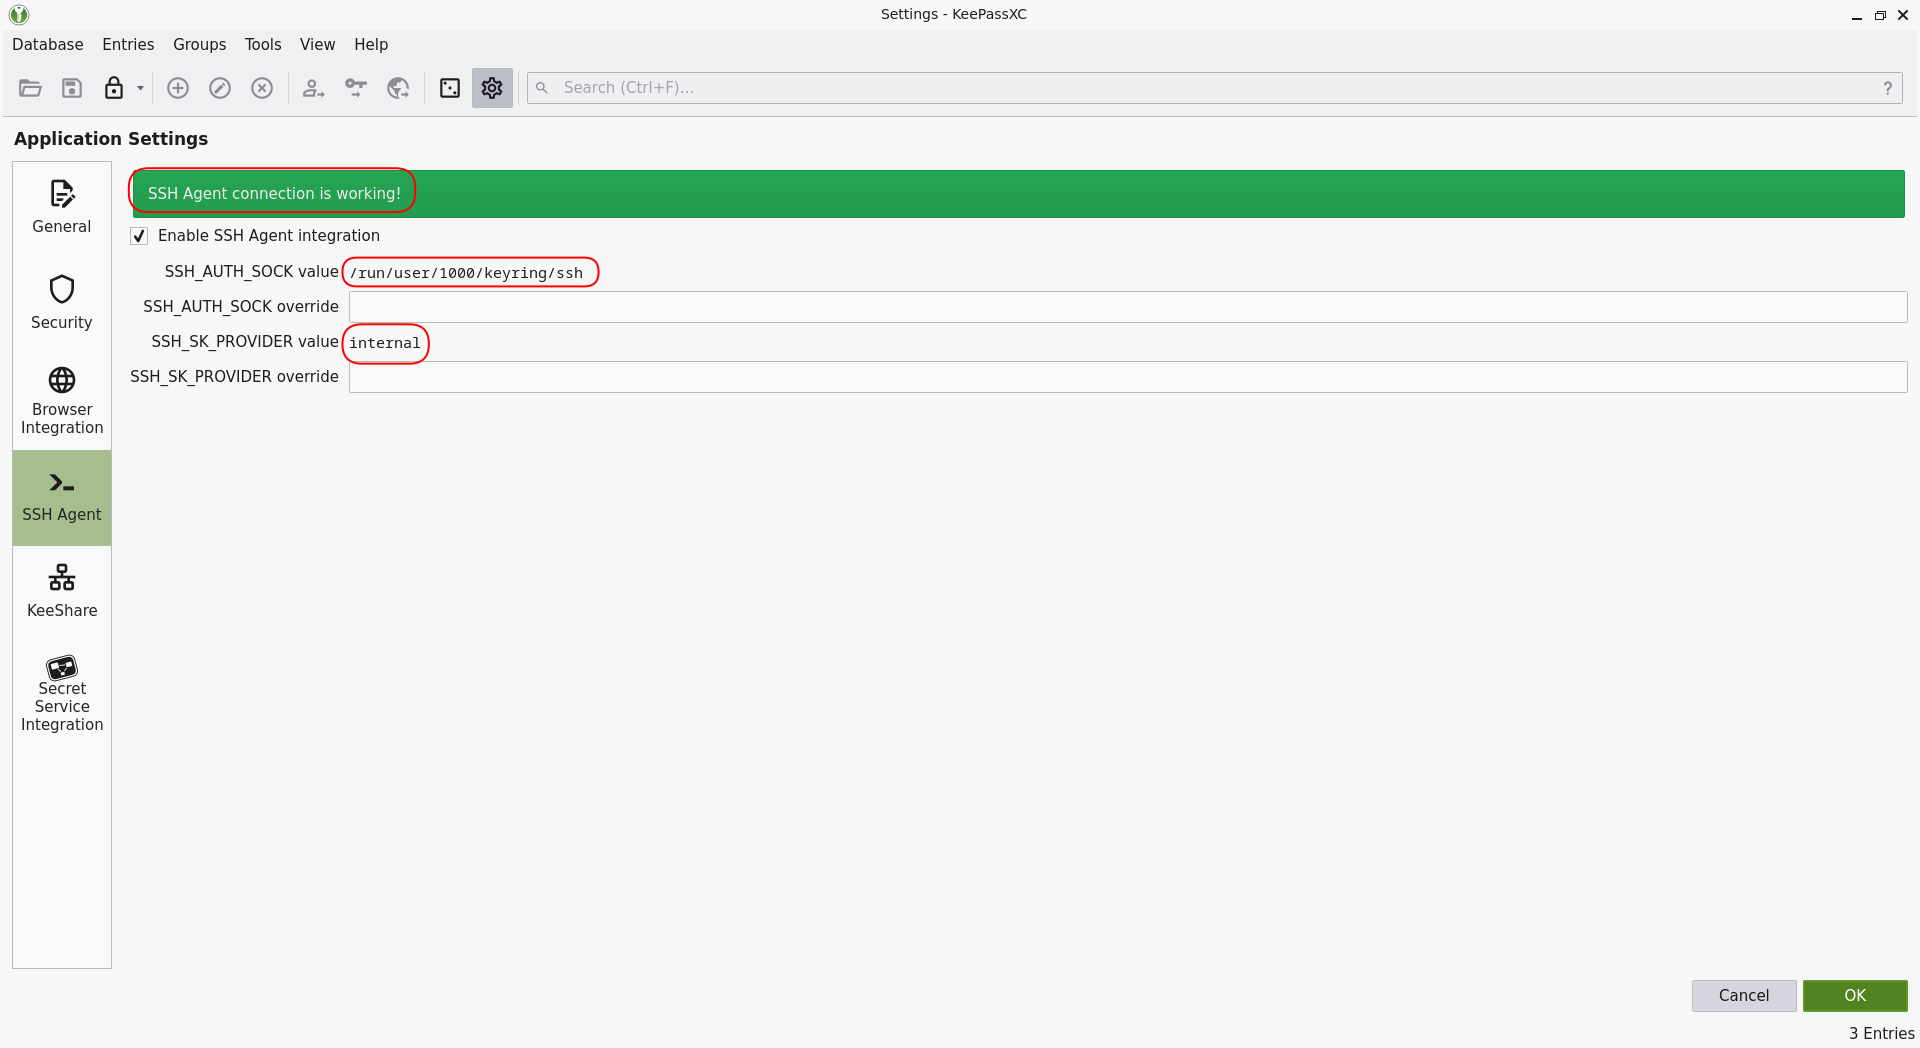 Settings - KeePassXC
Database Entries Groups Tools View Help
Search (Ctrl+F)... ?
Application Settings
General
Security
Browser
Integration
SSH Agent
KeeShare
Secret
Service
Integration
SSH Agent connection is working!
Enable SSH Agent integration
SSH_AUTH_SOCK value /run/user/1000/keyring/ssh
SSH_AUTH_SOCK override
SSH_SK_PROVIDER value internal
SSH_SK_PROVIDER override
Cancel OK
3 Entries